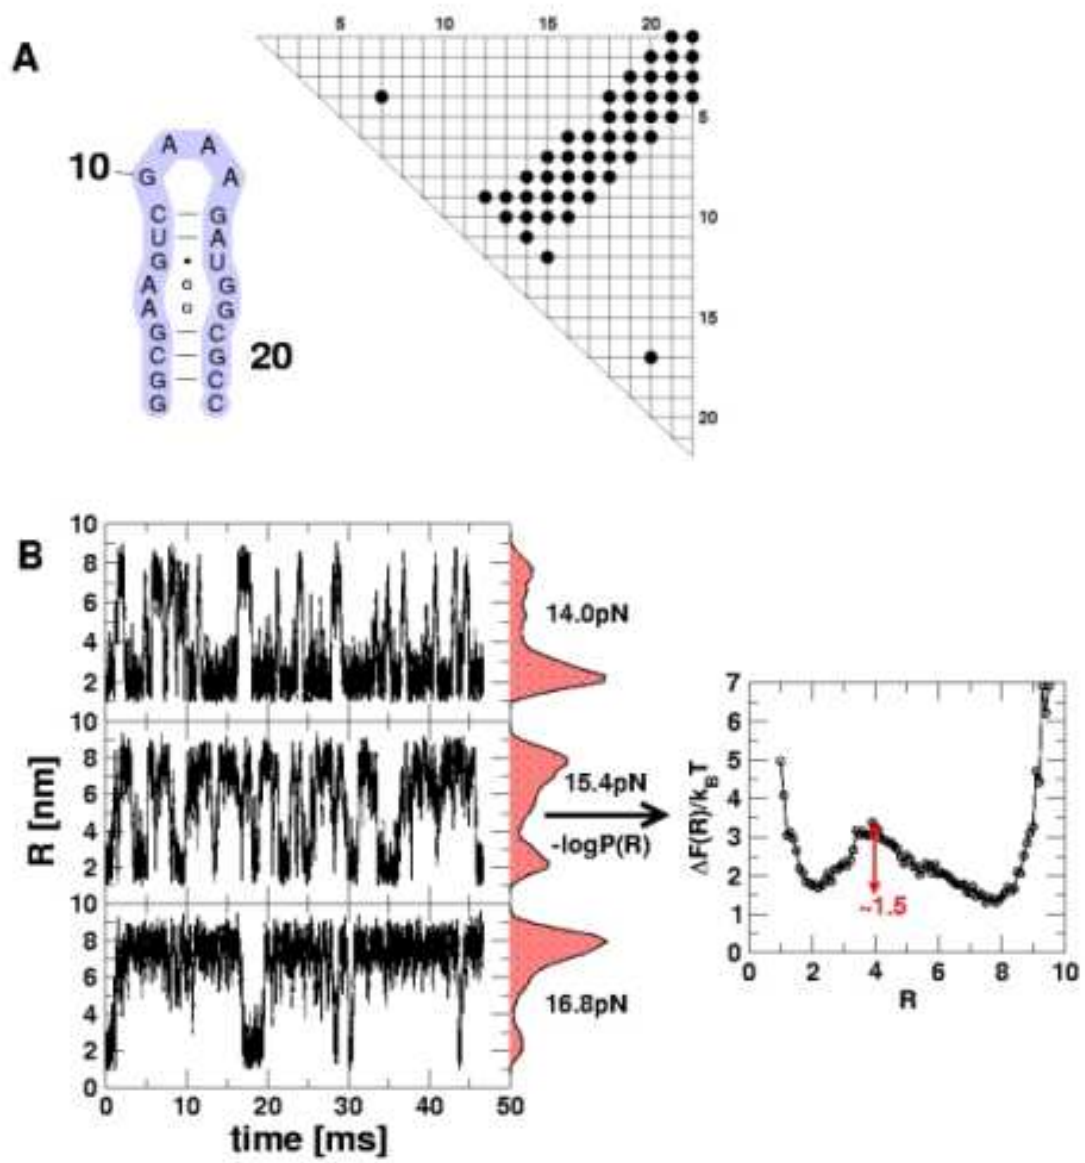 A
5 10 15 20
5
10
15
20
A A
10 G A
C G
U A
G U
A G G
A G G
G C
C G 20
G C
G C
B
R [nm]
10
8
6
4
2
14.0pN
10
8
6
4
2
15.4pN
-logP(R)
10
8
6
4
2
0
16.8pN
0 10 20 30 40 50
time [ms]
ΔF(R)/k_BT
7
6
5
4
3
2
1
0
~1.5
0 2 4 6 8 10
R